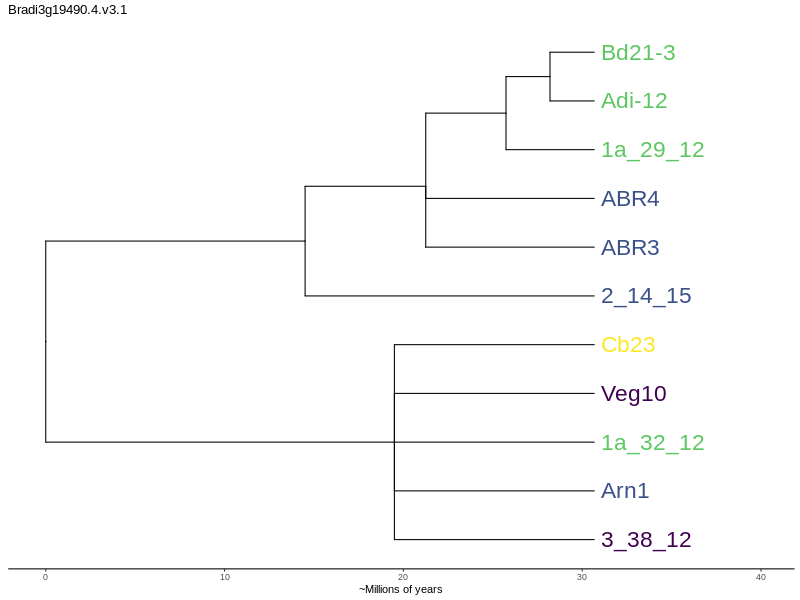 Bradi3g19490.4.v3.1
Bd21-3
Adi-12
1a_29_12
ABR4
ABR3
2_14_15
Cb23
Veg10
1a_32_12
Arn1
3_38_12
0 10 20 30 40
~Millions of years